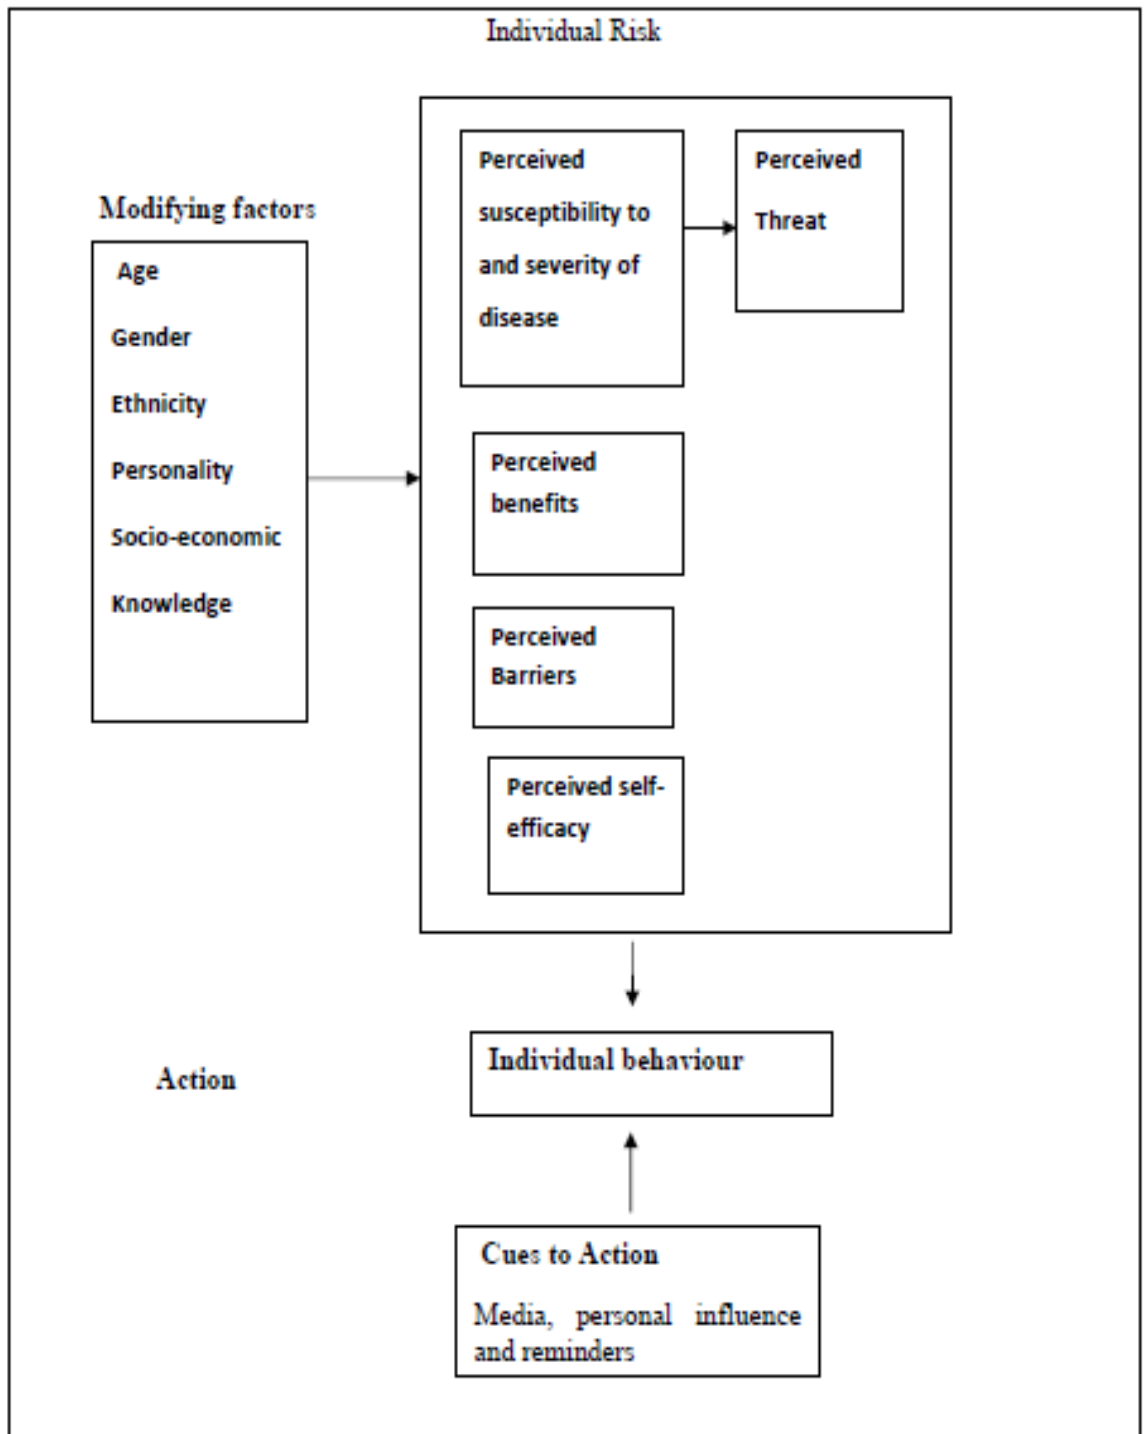 Individual Risk
Modifying factors
Age
Gender
Ethnicity
Personality
Socio-economic
Knowledge
Perceived
susceptibility to
and severity of
disease
Perceived
Threat
Perceived
benefits
Perceived
Barriers
Perceived self-
efficacy
Action
Individual behaviour
Cues to Action
Media, personal influence
and reminders